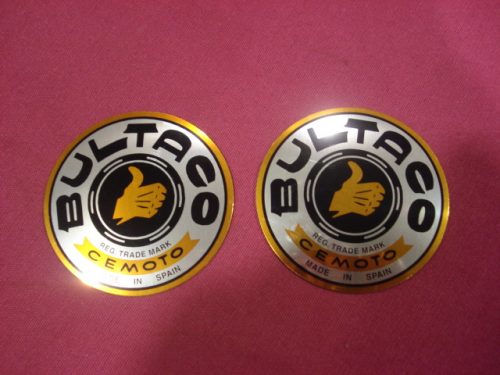 BULTACO
REG. TRADE MARK
CEMOTO
IN SPAIN
BULTACO
REG. TRADE MARK
CEMOTO
MADE IN SPAIN